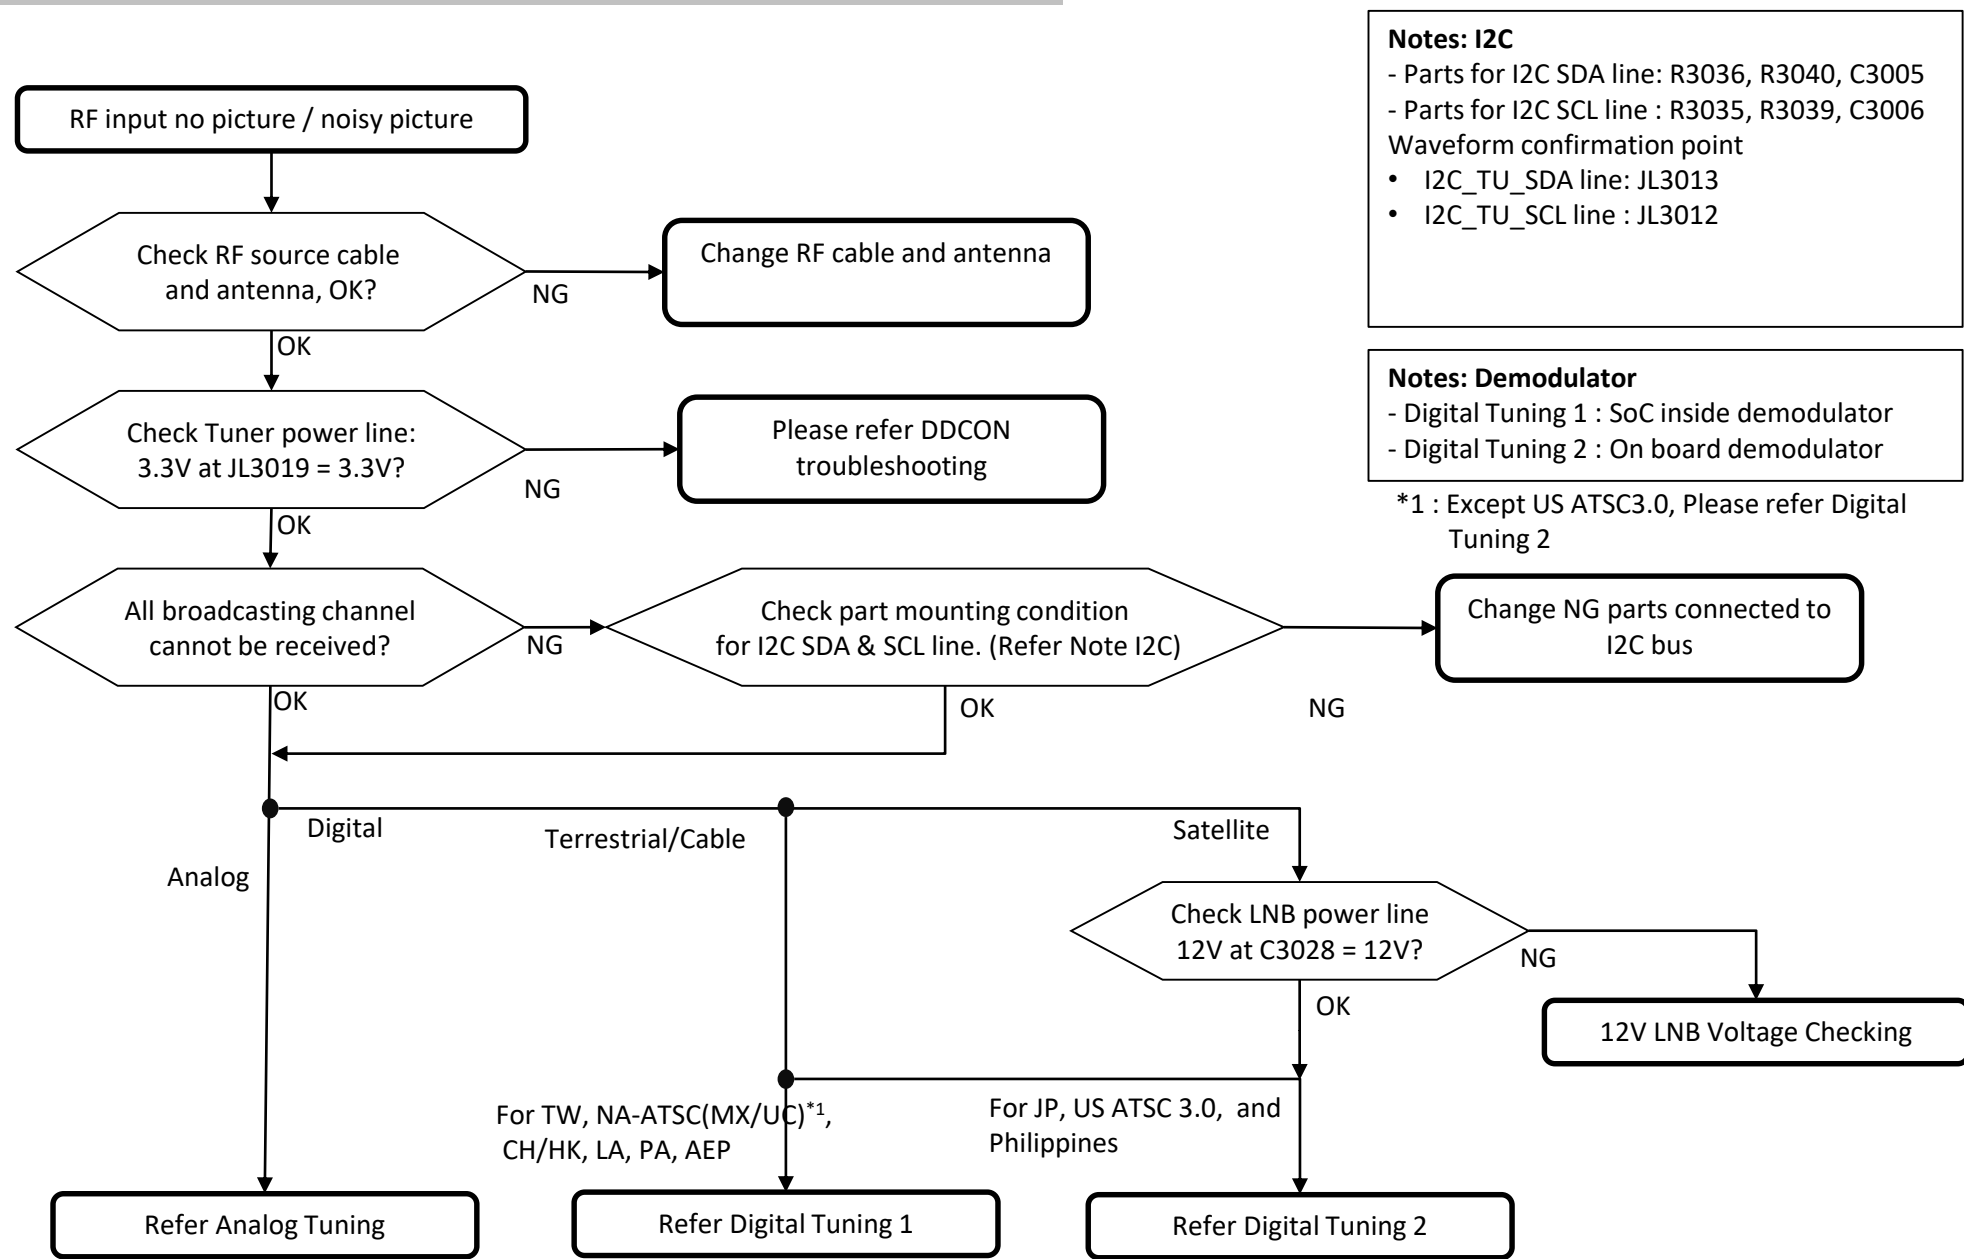 RF input no picture / noisy picture
Check RF source cable
and antenna, OK?
NG
Change RF cable and antenna
OK
Check Tuner power line:
3.3V at JL3019 = 3.3V?
NG
Please refer DDCON
troubleshooting
OK
All broadcasting channel
cannot be received?
NG
Check part mounting condition
for I2C SDA & SCL line. (Refer Note I2C)
NG
Change NG parts connected to
I2C bus
OK
OK
Notes: I2C
- Parts for I2C SDA line: R3036, R3040, C3005
- Parts for I2C SCL line : R3035, R3039, C3006
Waveform confirmation point
• I2C_TU_SDA line: JL3013
• I2C_TU_SCL line : JL3012
Notes: Demodulator
- Digital Tuning 1 : SoC inside demodulator
- Digital Tuning 2 : On board demodulator
*1 : Except US ATSC3.0, Please refer Digital
Tuning 2
Digital
Terrestrial/Cable
Satellite
Analog
Check LNB power line
12V at C3028 = 12V?
NG
OK
12V LNB Voltage Checking
For TW, NA-ATSC(MX/UC)*1,
CH/HK, LA, PA, AEP
For JP, US ATSC 3.0, and
Philippines
Refer Analog Tuning
Refer Digital Tuning 1
Refer Digital Tuning 2